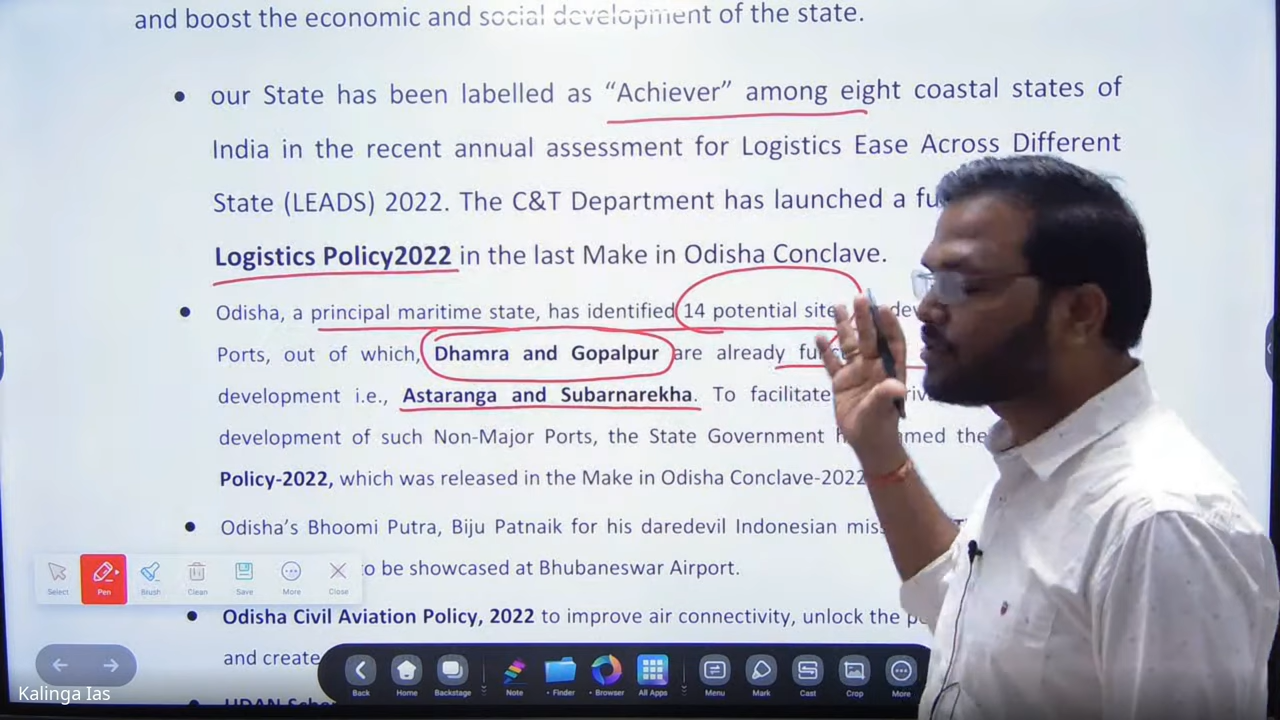 and boost the economic and social development of the state.
• our State has been labelled as “Achiever” among eight coastal states of
India in the recent annual assessment for Logistics Ease Across Different
State (LEADS) 2022. The C&T Department has launched a
Logistics Policy2022 in the last Make in Odisha Conclave.
• Odisha, a principal maritime state, has identified 14 potential
Ports, out of which, Dhamra and Gopalpur are already
development i.e., Astaranga and Subarnarekha. To facilitate
development of such Non-Major Ports, the State Government the
Policy-2022, which was released in the Make in Odisha Conclave-2022
• Odisha’s Bhoomi Putra, Biju Patnaik for his daredevil Indonesian
to be showcased at Bhubaneswar Airport.
• Odisha Civil Aviation Policy, 2022 to improve air connectivity, unlock the
and create
Select Pen Blush Clean Save More Close
Back Home Backstage Note • Finder • Browser All Apps Menu Mark Cast Crop More
Kalinga Ias